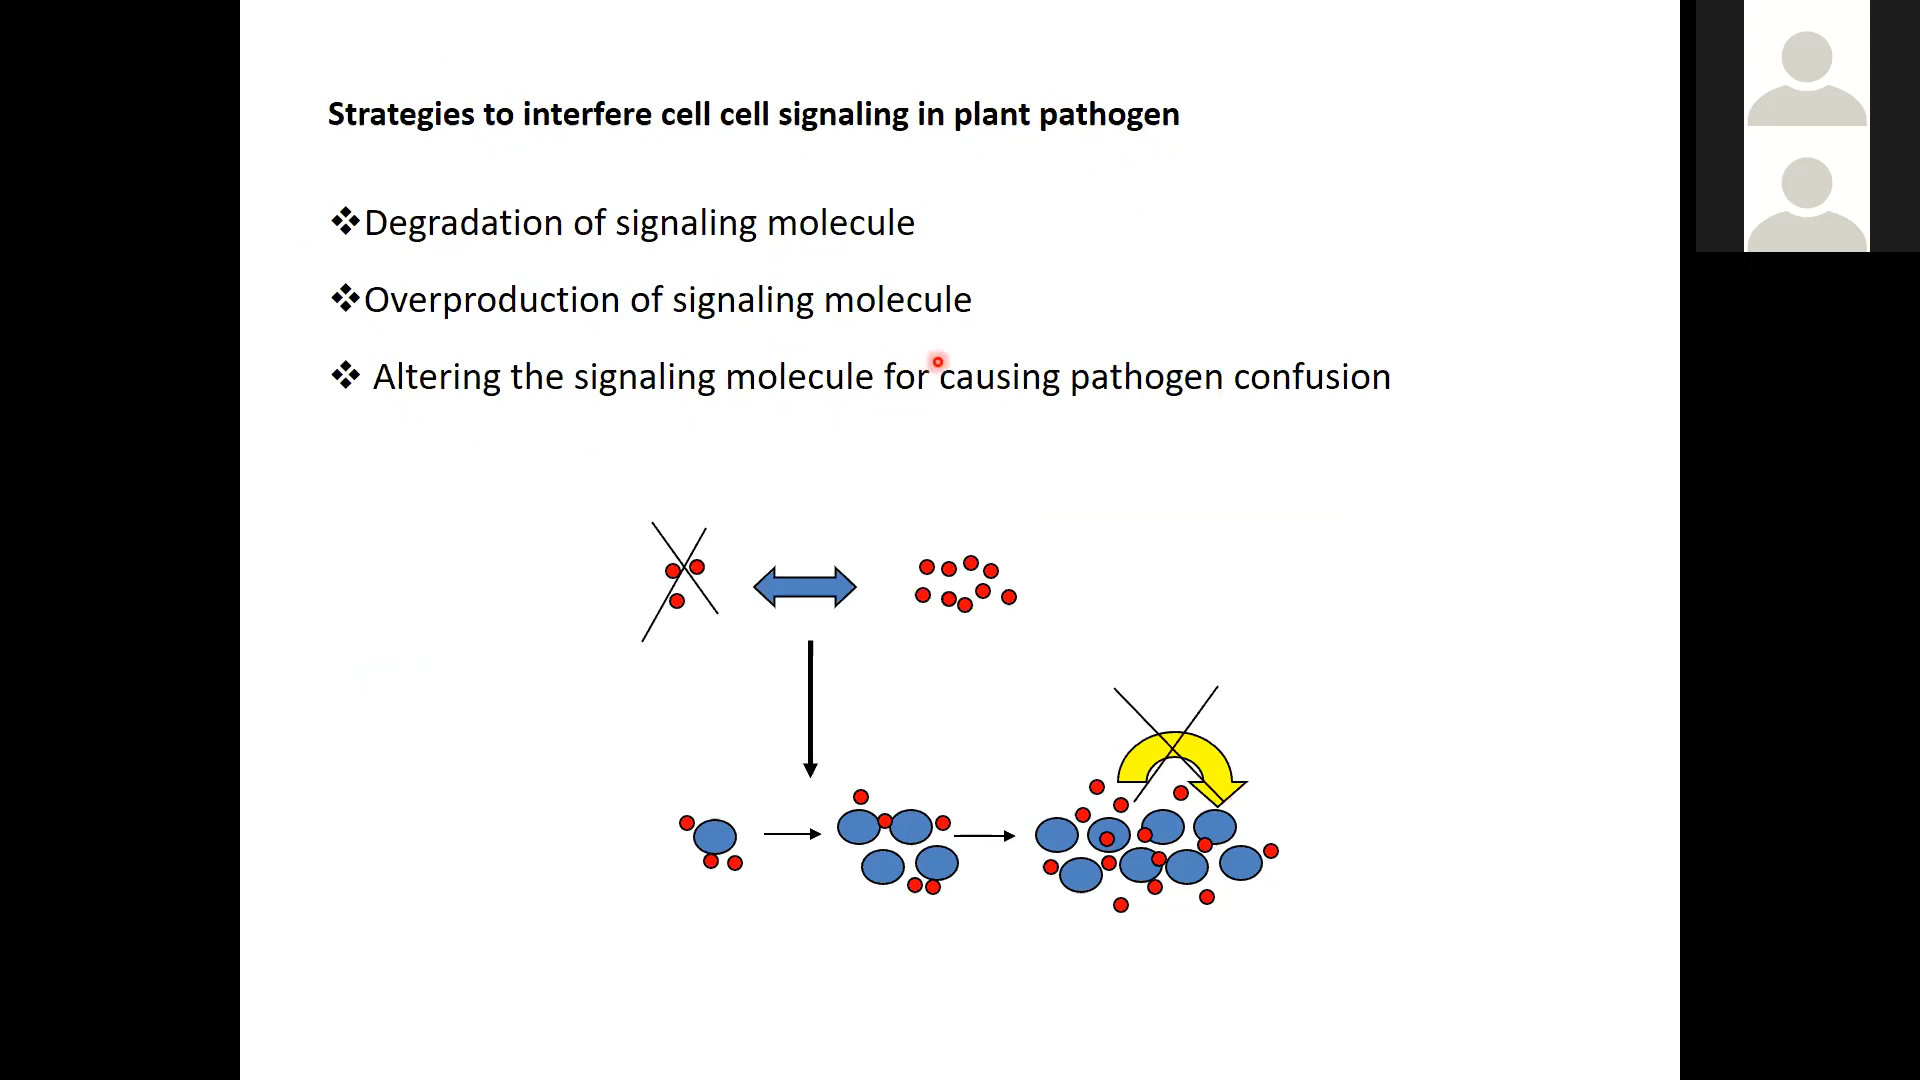 Strategies to interfere cell cell signaling in plant pathogen
❖Degradation of signaling molecule
❖Overproduction of signaling molecule
❖ Altering the signaling molecule for causing pathogen confusion